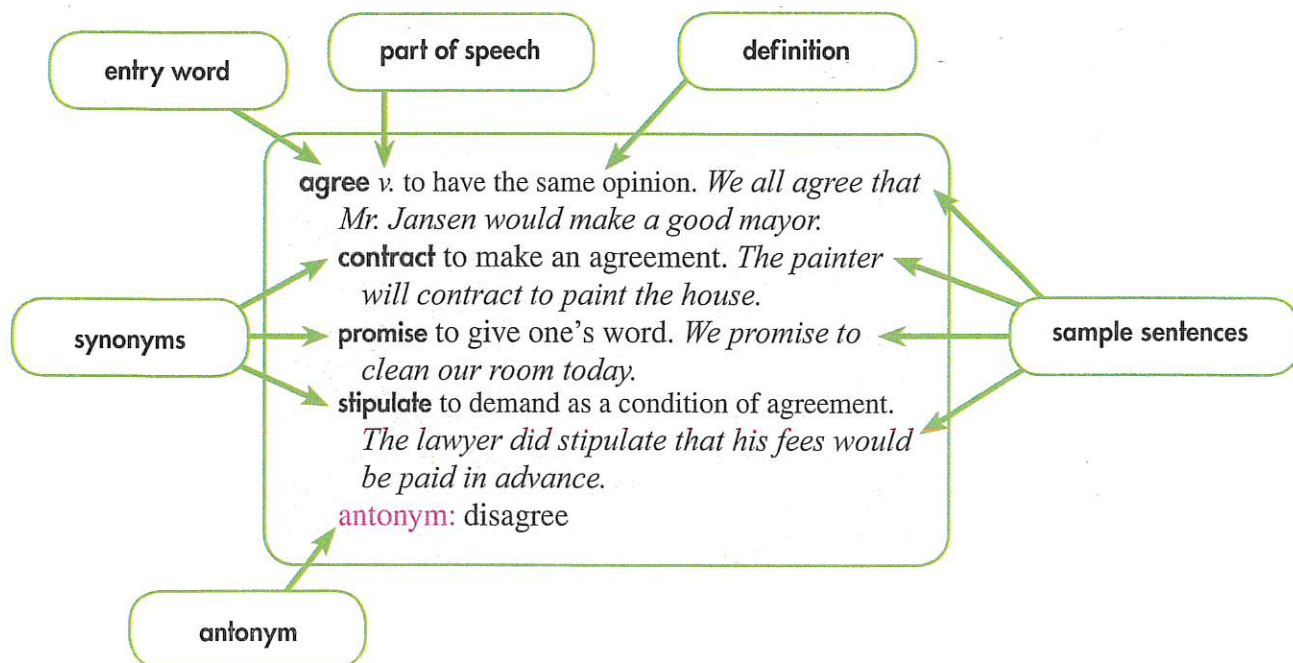 part of speech
definition
entry word
agree v. to have the same opinion. We all agree that
Mr. Jansen would make a good mayor.
contract to make an agreement. The painter
will contract to paint the house.
promise to give one's word. We promise to
clean our room today.
stipulate to demand as a condition of agreement.
The lawyer did stipulate that his fees would
be paid in advance.
antonym: disagree
synonyms
sample sentences
antonym